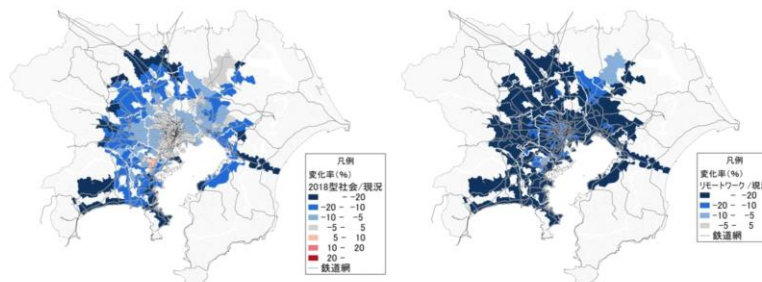 凡例
変化率(%)
2018型社会/現況
- -20
-20 - -10
-10 - -5
-5 - 5
5 - 10
10 - 20
20 -
鉄道網
凡例
変化率(%)
リモートワーク/現況
- -20
-20 - -10
-10 - -5
-5 - 5
鉄道網